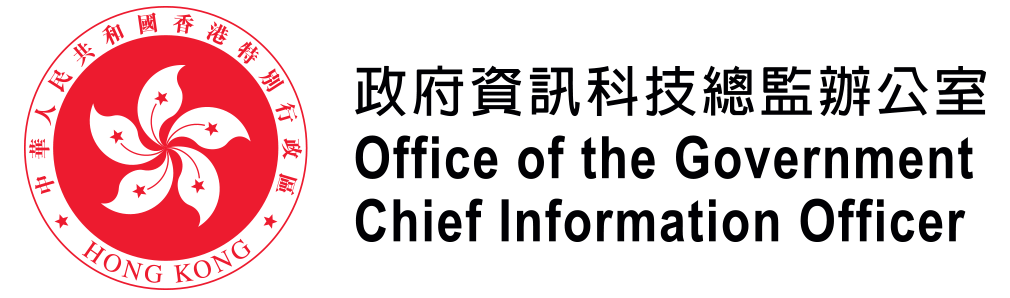 中華人民共和國香港特別行政區
HONG KONG
政府資訊科技總監辦公室
Office of the Government
Chief Information Officer